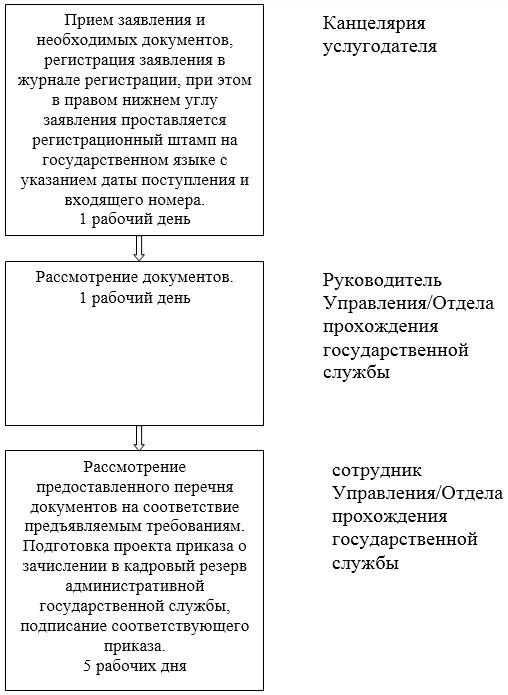 Прием заявления и
необходимых документов,
регистрация заявления в
журнале регистрации, при этом
в правом нижнем углу
заявления проставляется
регистрационный штамп на
государственном языке с
указанием даты поступления и
входящего номера.
1 рабочий день
Канцелярия
услугодателя
Рассмотрение документов.
1 рабочий день
Руководитель
Управления/Отдела
прохождения
государственной
службы
Рассмотрение
предоставленного перечня
документов на соответствие
предъявляемым требованиям.
Подготовка проекта приказа о
зачислении в кадровый резерв
административной
государственной службы,
подписание соответствующего
приказа.
5 рабочих дня
сотрудник
Управления/Отдела
прохождения
государственной
службы